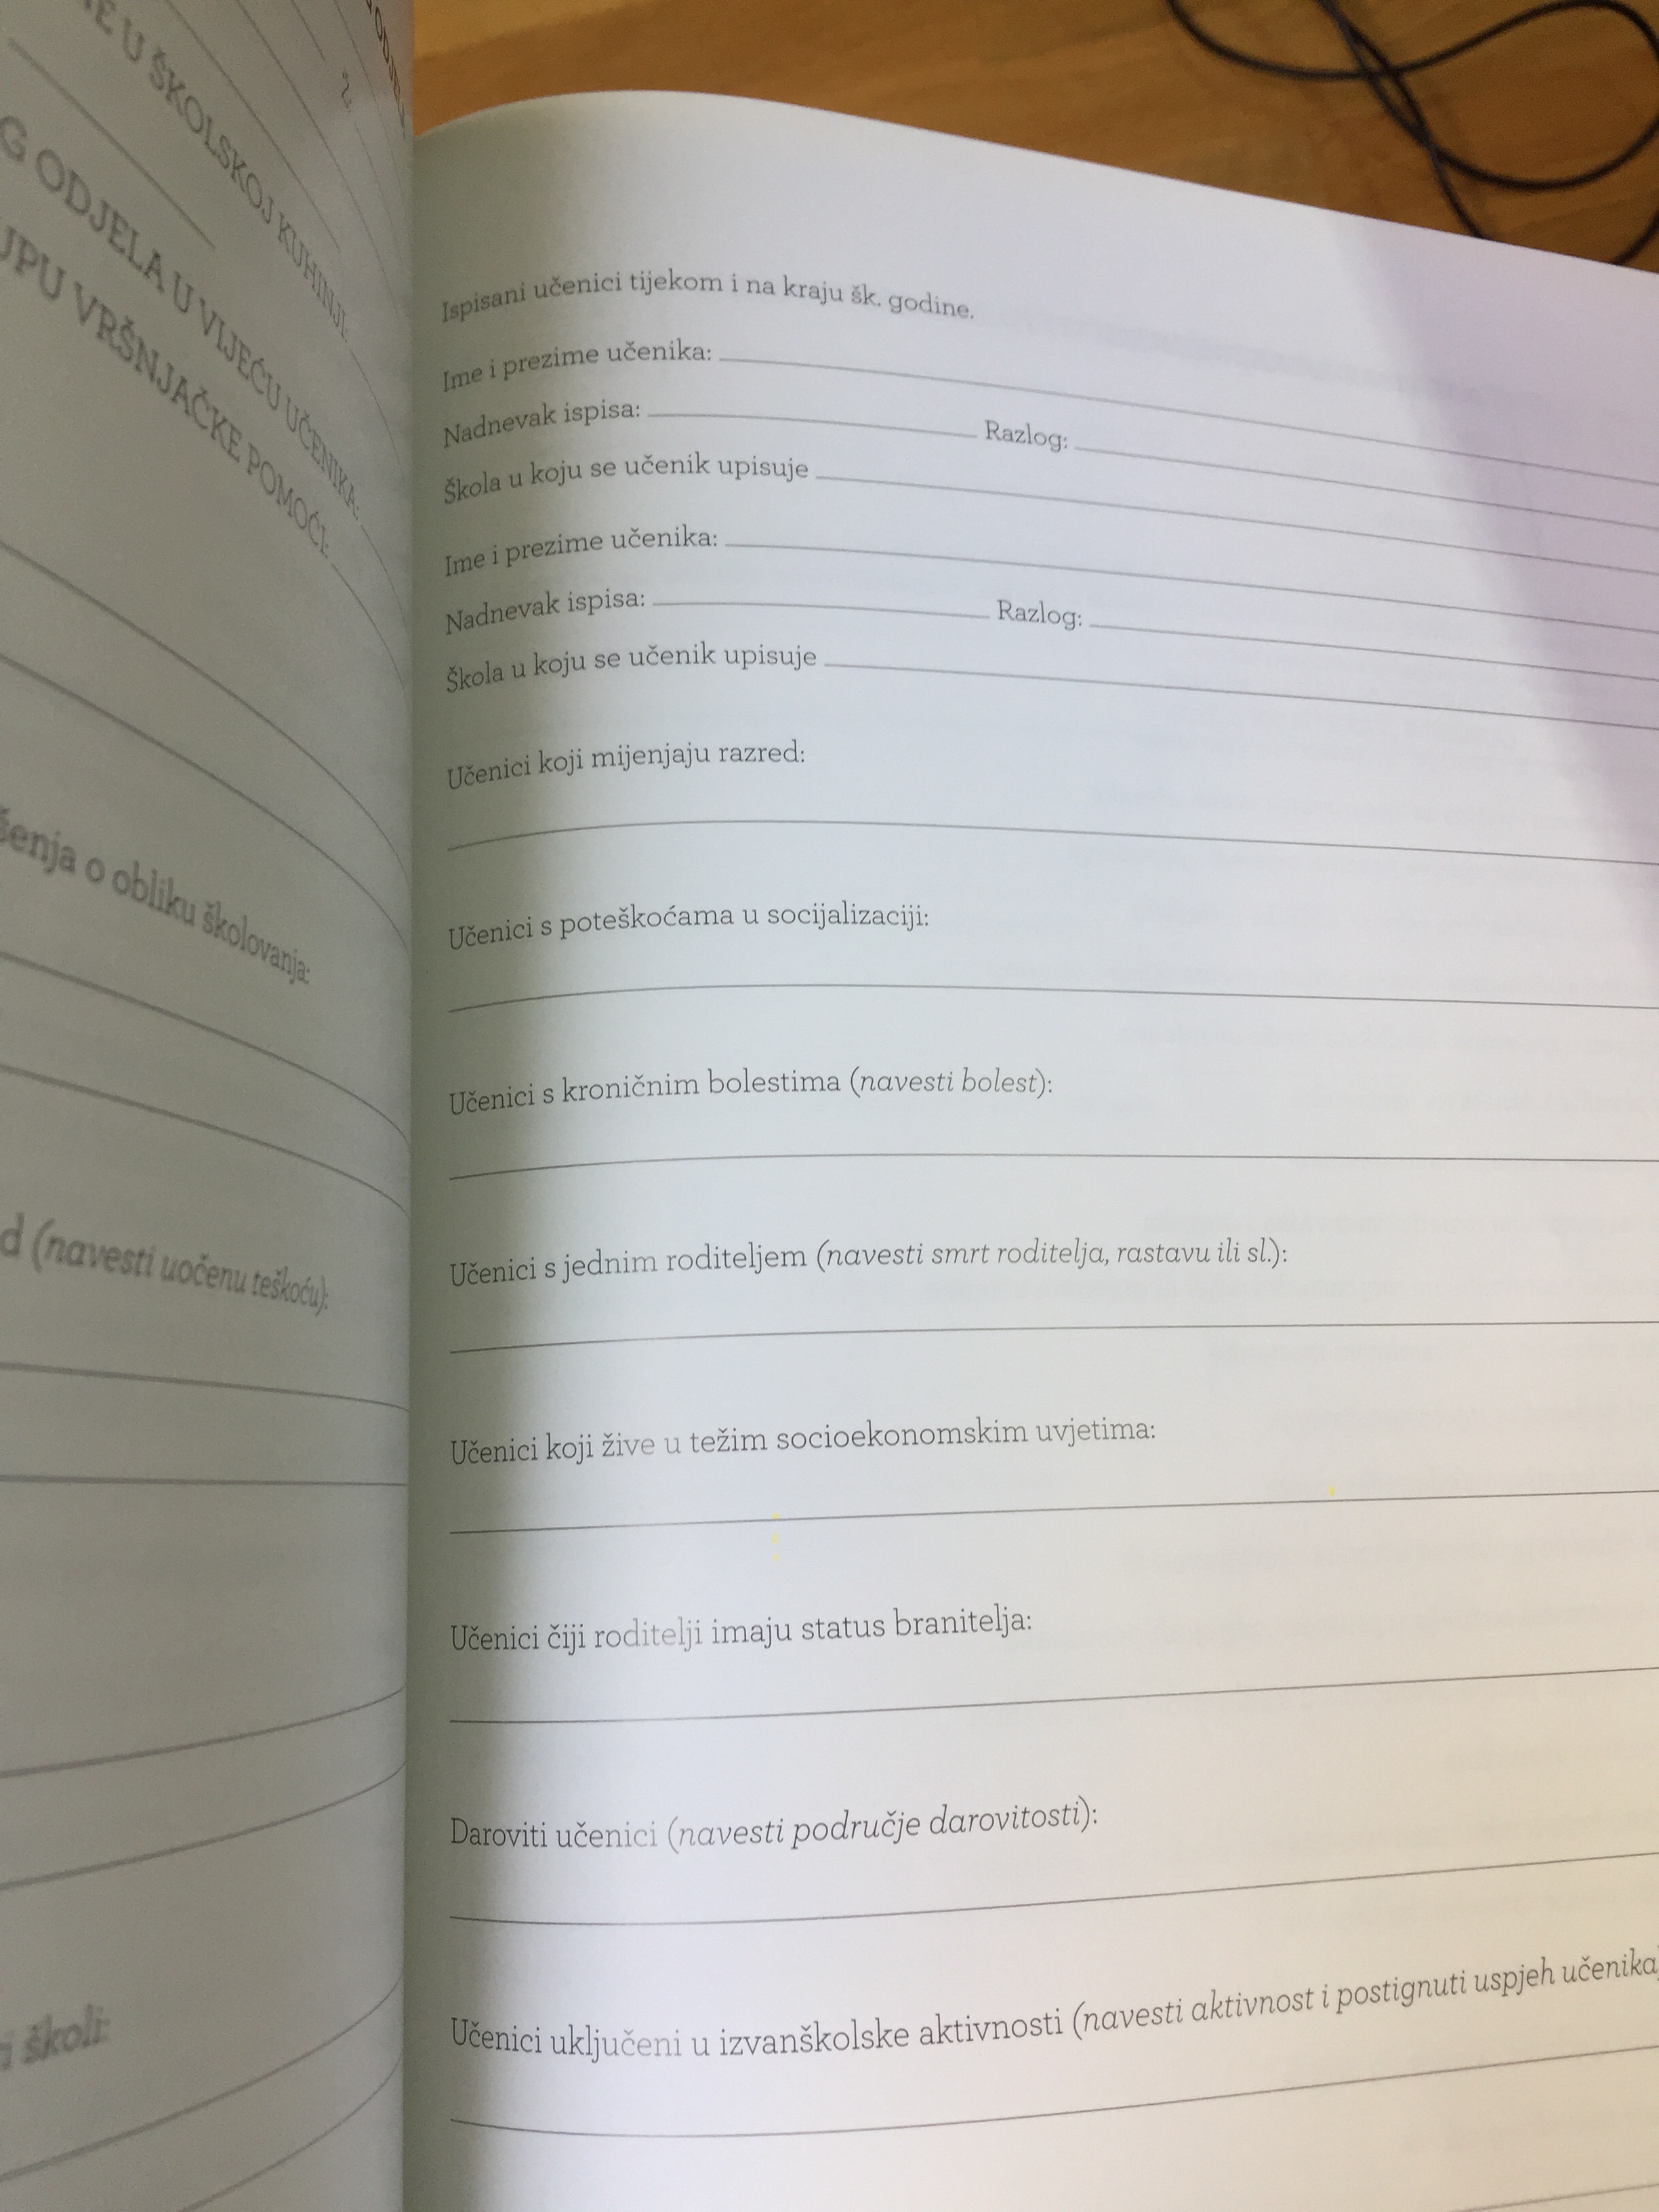 školi:
(navesti uočenu teškoću):
o obliku školovanja:
VRŠNJAČKE POMOĆI:
ODJELA U VIJEĆU UČENIKA:
U ŠKOLSKOJ KUHINJI:
Ispisani učenici tijekom i na kraju šk. godine.
Ime i prezime učenika:
Nadnevak ispisa: Razlog:
Škola u koju se učenik upisuje
Ime i prezime učenika:
Nadnevak ispisa: Razlog:
Škola u koju se učenik upisuje
Učenici koji mijenjaju razred:
Učenici s poteškoćama u socijalizaciji:
Učenici s kroničnim bolestima (navesti bolest):
Učenici s jednim roditeljem (navesti smrt roditelja, rastavu ili sl.):
Učenici koji žive u težim socioekonomskim uvjetima:
Učenici čiji roditelji imaju status branitelja:
Daroviti učenici (navesti područje darovitosti):
Učenici uključeni u izvanškolske aktivnosti (navesti aktivnost i postignuti uspjeh učenika)